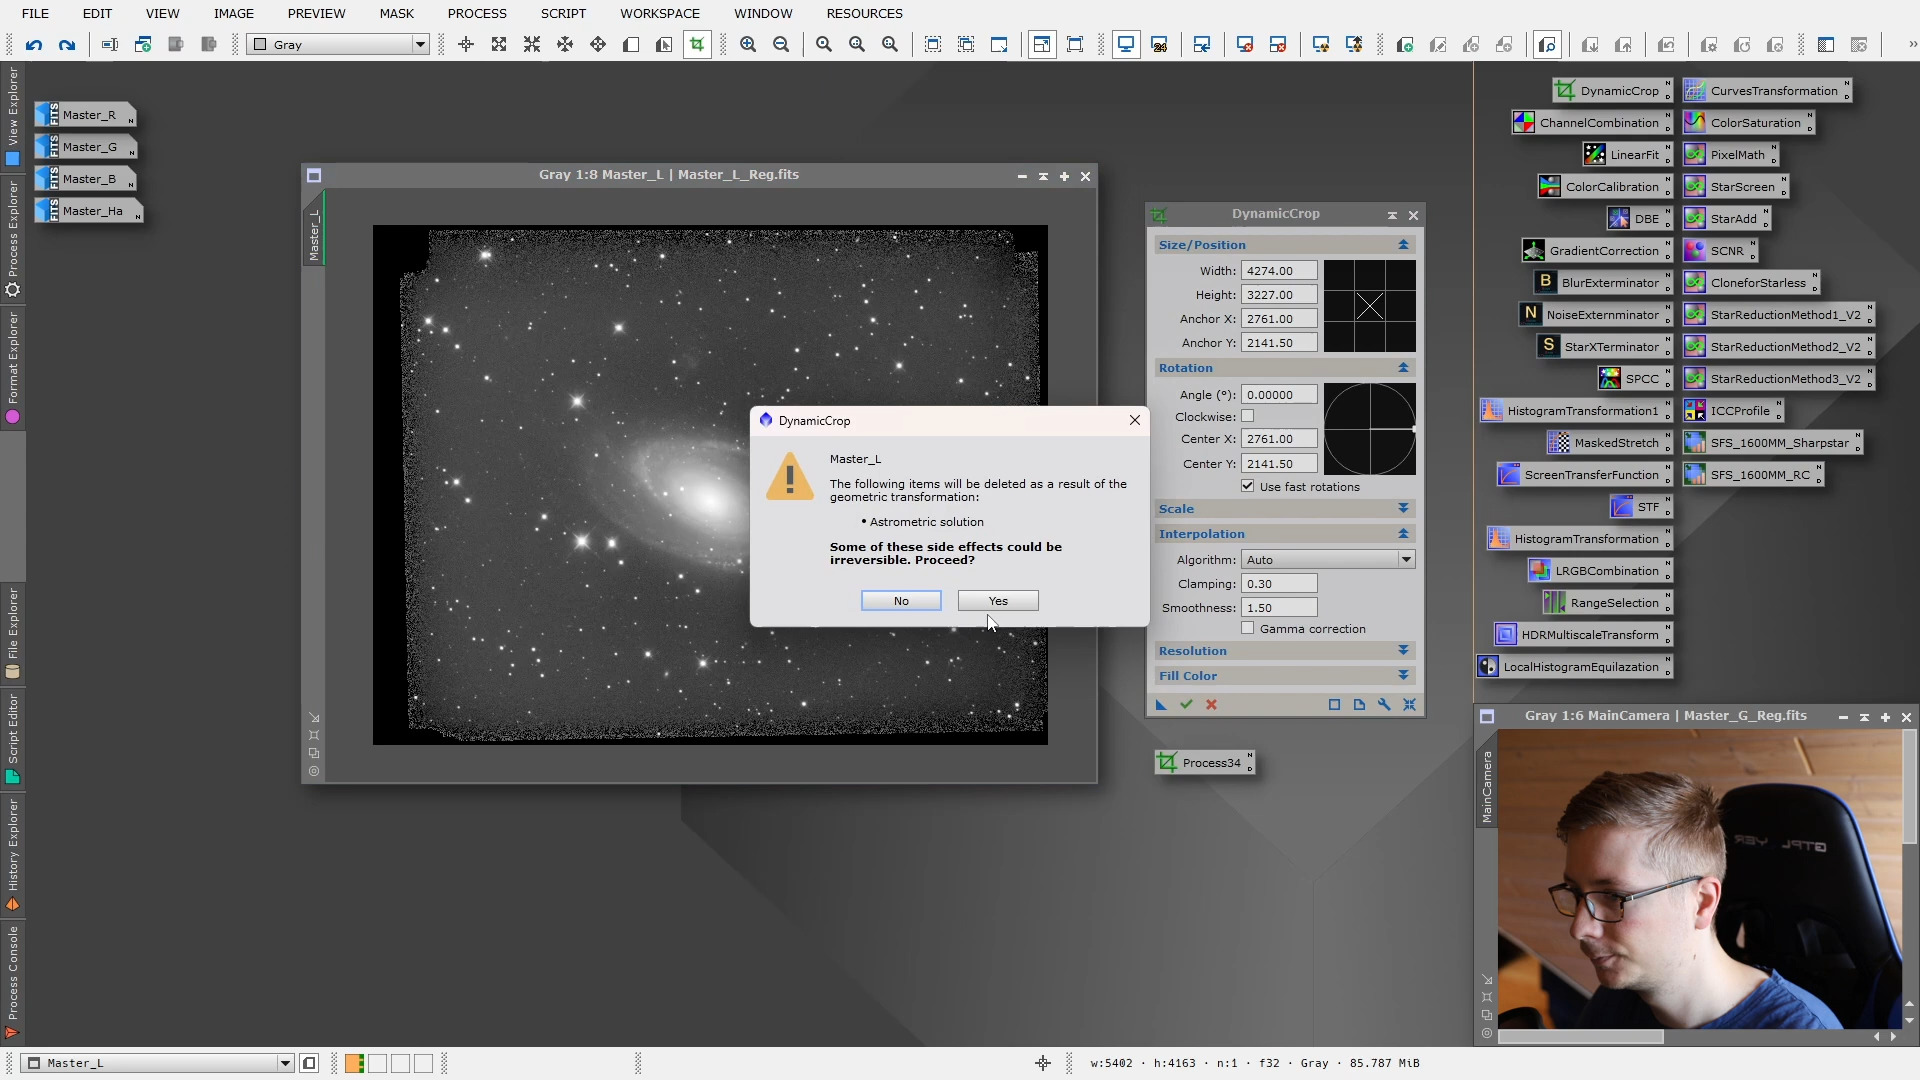 FILE EDIT VIEW IMAGE PREVIEW MASK PROCESS SCRIPT WORKSPACE WINDOW RESOURCES
Gray
24
View Explorer
Process Explorer
Format Explorer
File Explorer
Script Editor
History Explorer
Process Console
FITS Master_R N
FITS Master_G N
FITS Master_B N
FITS Master_Ha N
Gray 1:8 Master_L | Master_L_Reg.fits
Master_L
DynamicCrop
Master_L
The following items will be deleted as a result of the
geometric transformation:
• Astrometric solution
Some of these side effects could be
irreversible. Proceed?
No Yes
DynamicCrop
Size/Position
Width: 4274.00
Height: 3227.00
Anchor X: 2761.00
Anchor Y: 2141.50
Rotation
Angle (°): 0.00000
Clockwise:
Center X: 2761.00
Center Y: 2141.50
Use fast rotations
Scale
Interpolation
Algorithm: Auto
Clamping: 0.30
Smoothness: 1.50
Gamma correction
Resolution
Fill Color
Process34 N D
DynamicCrop N D
ChannelCombination N D
LinearFit N D
ColorCalibration N D
DBE N D
GradientCorrection N D
B BlurExterminator N D
N NoiseExternminator N D
S StarXTerminator N D
SPCC N D
HistogramTransformation1 N D
MaskedStretch N D
ScreenTransferFunction N D
STF N D
HistogramTransformation N D
LRGBCombination N D
RangeSelection N D
HDRMultiscaleTransform N D
LocalHistogramEquilazation N D
CurvesTransformation N D
ColorSaturation N D
PixelMath N D
StarScreen N D
StarAdd N D
SCNR N D
CloneforStarless N D
StarReductionMethod1_V2 N D
StarReductionMethod2_V2 N D
StarReductionMethod3_V2 N D
ICCProfile N D
SFS_1600MM_Sharpstar N D
SFS_1600MM_RC N D
Gray 1:6 MainCamera | Master_G_Reg.fits
MainCamera
Master_L
w:5402 · h:4163 · n:1 · f32 · Gray · 85.787 MiB